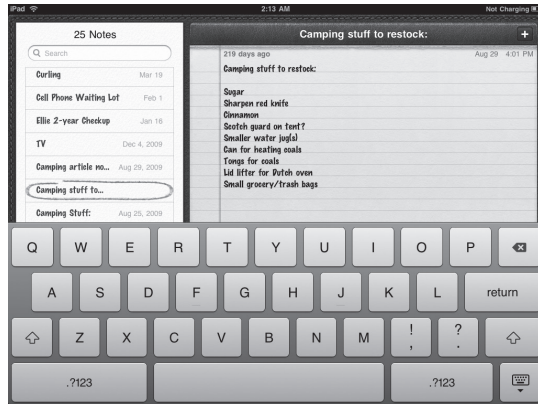 iPad 2:13 AM Not Charging
25 Notes
Search
Curling Mar 19
Cell Phone Waiting Lot Feb 1
Ellie 2-year Checkup Jan 16
TV Dec 4, 2009
Camping article no... Aug 29, 2009
Camping stuff to...
Camping Stuff: Aug 25, 2009
Camping stuff to restock: +
219 days ago Aug 29 4:01 PM
Camping stuff to restock:
Sugar
Sharpen red knife
Cinnamon
Scotch guard on tent?
Smaller water jug(s)
Can for heating coals
Tongs for coals
Lid lifter for Dutch oven
Small grocery/trash bags
Q W E R T Y U I O P
A S D F G H J K L return
Z X C V B N M ! , ? .
.?123 .?123